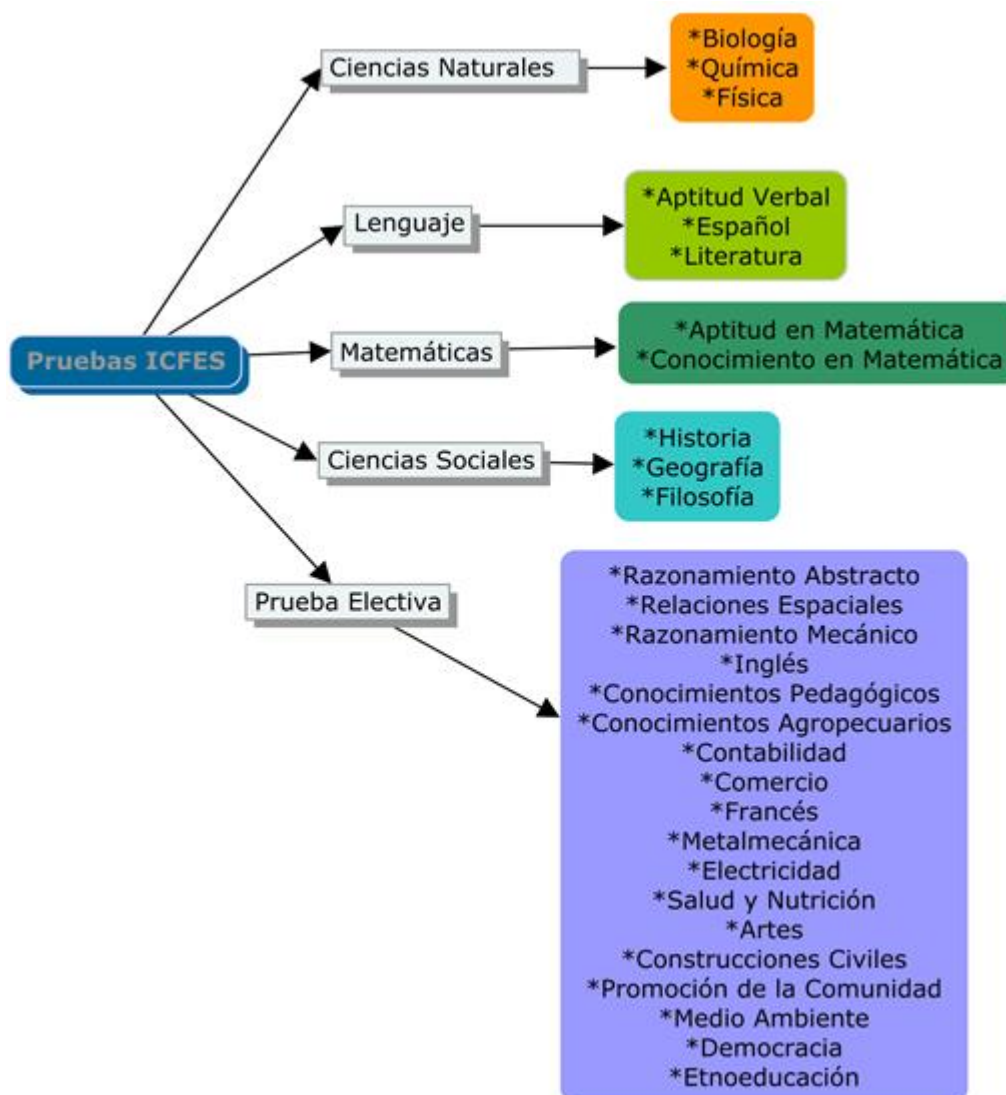 Ciencias Naturales
*Biología
*Química
*Física
Lenguaje
*Aptitud Verbal
*Español
*Literatura
Pruebas ICFES
Matemáticas
*Aptitud en Matemática
*Conocimiento en Matemática
Ciencias Sociales
*Historia
*Geografía
*Filosofía
Prueba Electiva
*Razonamiento Abstracto
*Relaciones Espaciales
*Razonamiento Mecánico
*Inglés
*Conocimientos Pedagógicos
*Conocimientos Agropecuarios
*Contabilidad
*Comercio
*Francés
*Metalmecánica
*Electricidad
*Salud y Nutrición
*Artes
*Construcciones Civiles
*Promoción de la Comunidad
*Medio Ambiente
*Democracia
*Etnoeducación